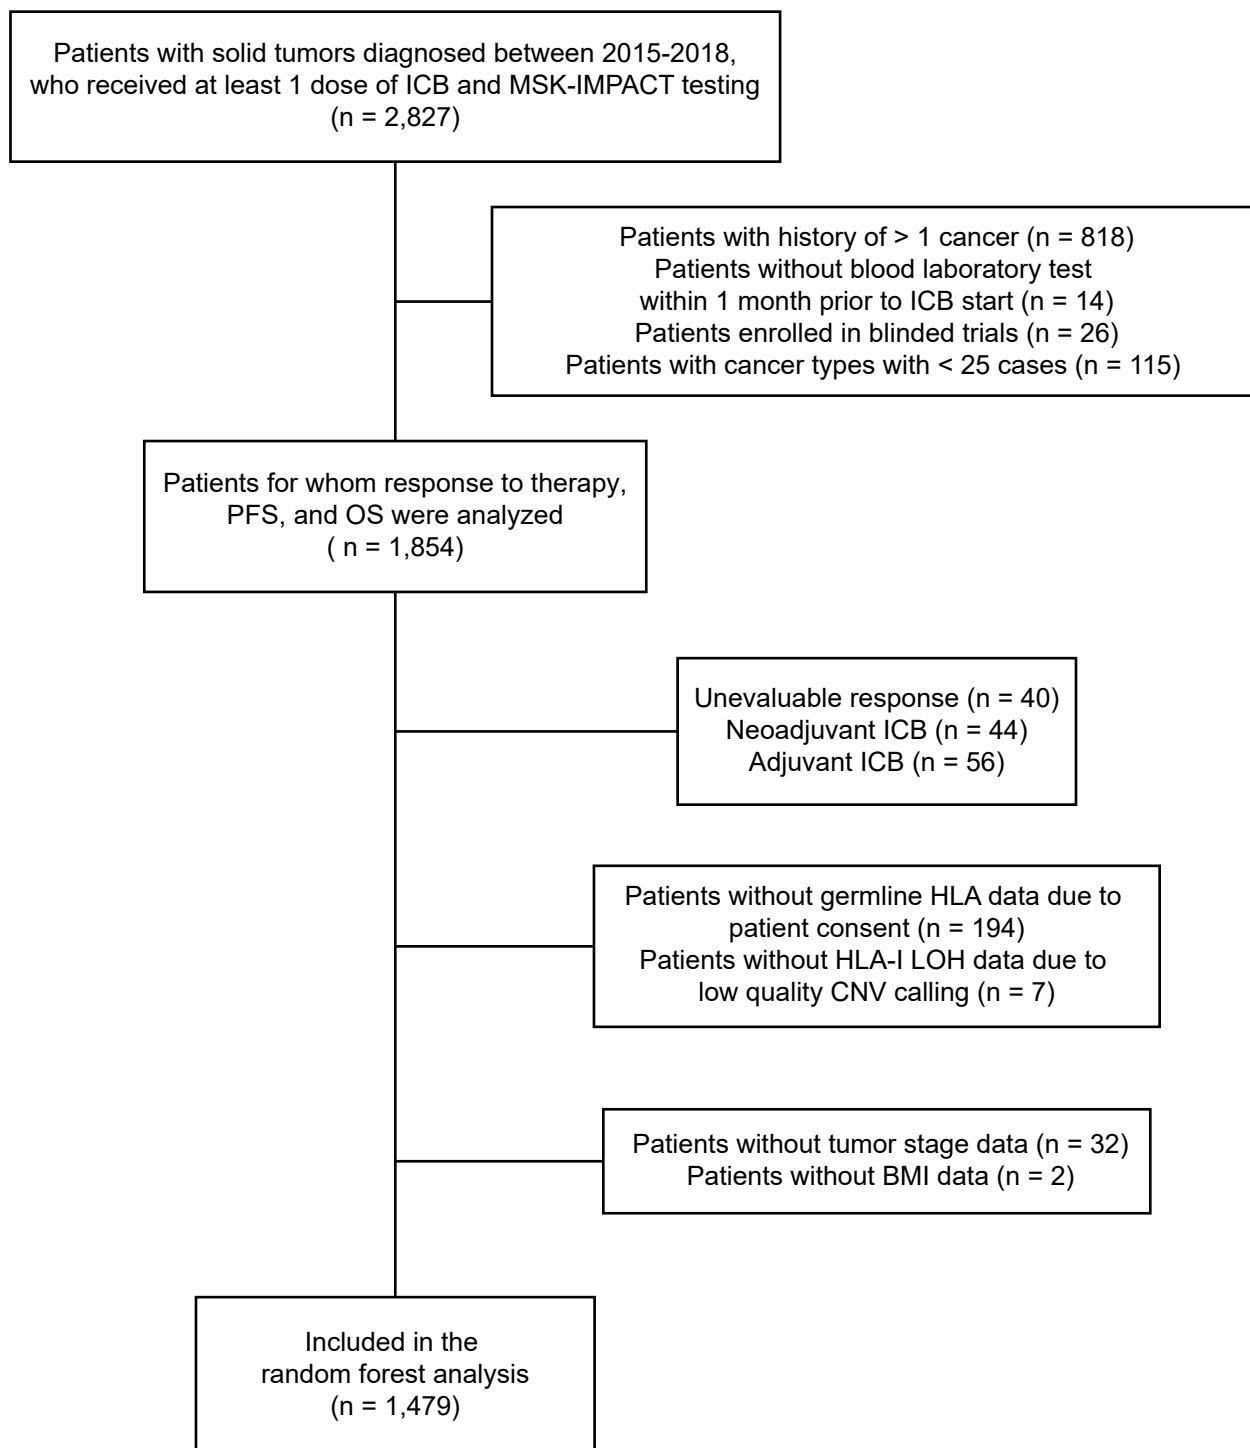 Patients with solid tumors diagnosed between 2015-2018,
who received at least 1 dose of ICB and MSK-IMPACT testing
(n = 2,827)
Patients with history of > 1 cancer (n = 818)
Patients without blood laboratory test
within 1 month prior to ICB start (n = 14)
Patients enrolled in blinded trials (n = 26)
Patients with cancer types with < 25 cases (n = 115)
Patients for whom response to therapy,
PFS, and OS were analyzed
( n = 1,854)
Unevaluable response (n = 40)
Neoadjuvant ICB (n = 44)
Adjuvant ICB (n = 56)
Patients without germline HLA data due to
patient consent (n = 194)
Patients without HLA-I LOH data due to
low quality CNV calling (n = 7)
Patients without tumor stage data (n = 32)
Patients without BMI data (n = 2)
Included in the
random forest analysis
(n = 1,479)